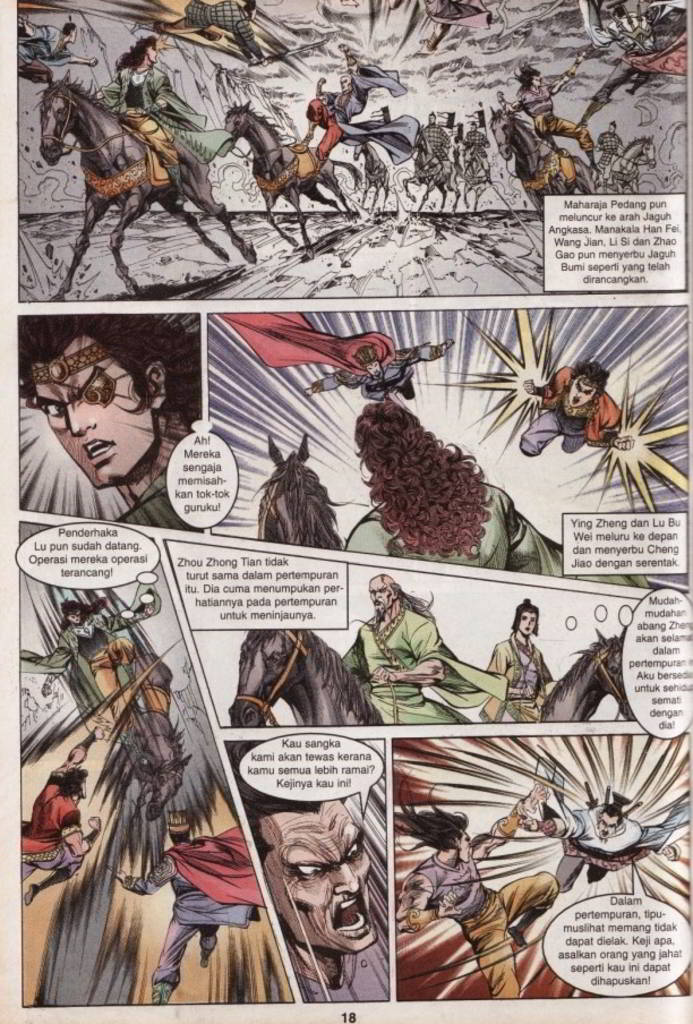 Maharaja Pedang pun
meluncur ke arah Jaguh
Angkasa. Manakala Han Fei,
Wang Jian, Li Si dan Zhao
Gao pun menyerbu Jaguh
Bumi seperti yang telah
dirancangkan.
Ah!
Mereka
sengaja
memisah-
kan tok-tok
guruku!
Ying Zheng dan Lu Bu
Wei meluru ke depan
dan menyerbu Cheng
Jiao dengan serentak.
Penderhaka
Lu pun sudah datang.
Operasi mereka operasi
terancang!
Zhou Zhong Tian tidak
turut sama dalam pertempuran
itu. Dia cuma menumpukan per-
hatiannya pada pertempuran
untuk meninjaunya.
Mudah-
mudahan
abang Zheng
akan selamat
dalam
pertempuran
Aku bersedia
untuk sehidup
semati
dengan
dia!
Kau sangka
kami akan tewas kerana
kamu semua lebih ramai?
Kejinya kau ini!
Dalam
pertempuran, tipu-
muslihat memang tidak
dapat dielak. Keji apa,
asalkan orang yang jahat
seperti kau ini dapat
dihapuskan!
18